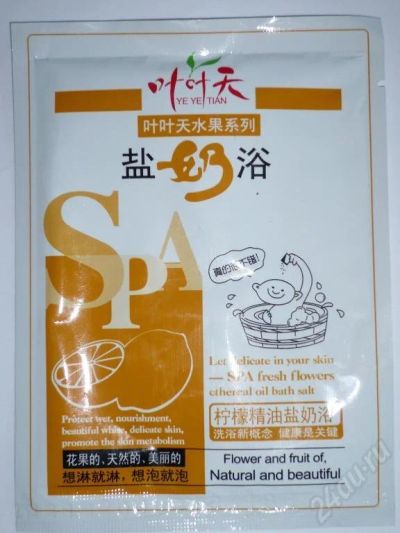 叶叶天
YE YE TIAN
叶叶天水果系列
盐奶浴
SPA
Let delicate in your skin
— SPA fresh flowers
ethereal oil bath salt
Protect wet, nourishment,
beautiful white, delicate skin,
promote the skin metabolism
柠檬精油盐奶浴
洗浴新概念 健康是关键
花果的、天然的、美丽的
想淋就淋，想泡就泡
Flower and fruit of,
Natural and beautiful
24au.ru